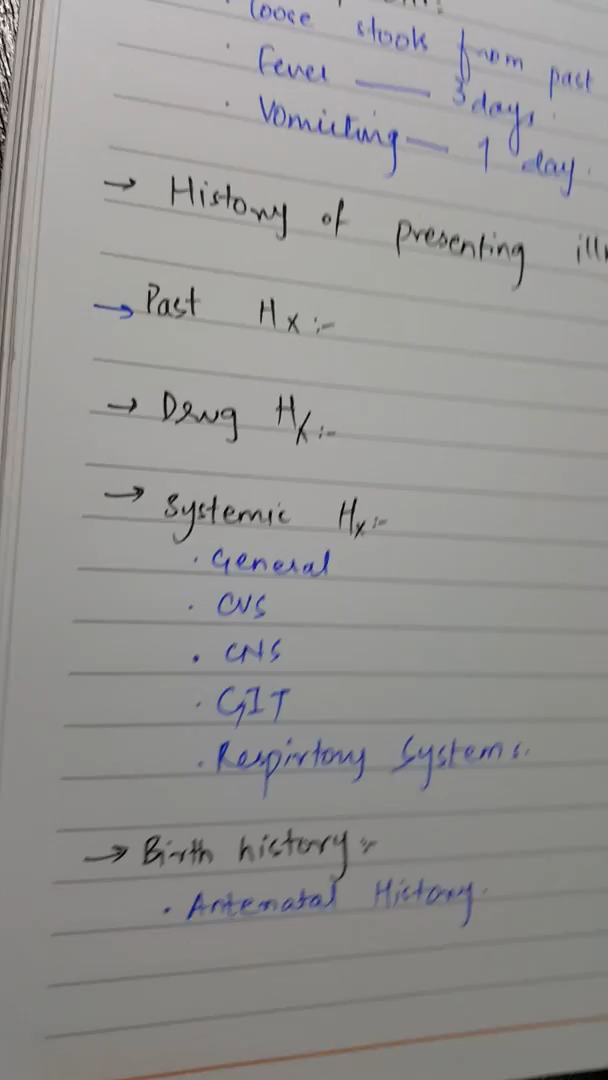 · loose stools from past
· Fever — 3 days.
· Vomitting — 1 day.
→ History of presenting
→ Past Hx :-
→ Drug Hx :-
→ Systemic Hx :-
· General
· CVS
· CNS
· GIT
· Respirtory Systems.
→ Birth history :-
· Antenatal History.